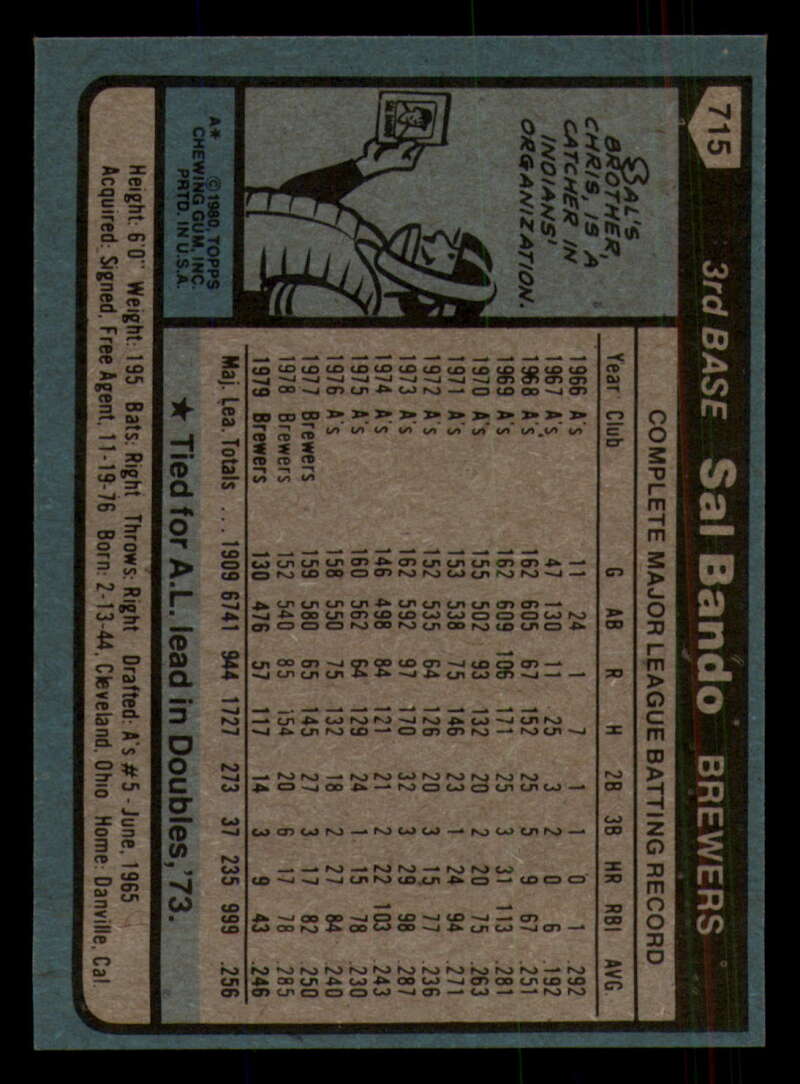 715
3rd BASE Sal Bando BREWERS
SAL'S
BROTHER,
CHRIS, IS A
CATCHER IN
INDIANS'
ORGANIZATION.
A* © 1980, TOPPS
CHEWING GUM, INC.
PRTD. IN U.S.A.
COMPLETE MAJOR LEAGUE BATTING RECORD
Year Club G AB R H 2B 3B HR RBI AVG.
1966 A's 11 24 1 7 1 1 0 1 .292
1967 A's 47 130 11 25 3 2 0 6 .192
1968 A's 162 605 67 152 25 5 9 67 .251
1969 A's 162 609 106 171 25 3 31 113 .281
1970 A's 155 502 93 132 20 2 20 75 .263
1971 A's 153 538 75 146 23 1 24 94 .271
1972 A's 152 535 64 126 20 3 15 77 .236
1973 A's 162 592 97 170 32 3 29 98 .287
1974 A's 146 498 84 121 21 2 22 103 .243
1975 A's 160 562 64 129 24 1 15 78 .230
1976 A's 158 550 75 132 18 2 27 84 .240
1977 Brewers 159 580 65 145 27 3 17 82 .250
1978 Brewers 152 540 85 154 20 6 17 78 .285
1979 Brewers 130 476 57 117 14 3 9 43 .246
Maj. Lea. Totals ... 1909 6741 944 1727 273 37 235 999 .256
★ Tied for A.L. lead in Doubles, '73.
Height: 6'0" Weight: 195 Bats: Right Throws: Right Drafted: A's #5 - June, 1965
Acquired: Signed, Free Agent, 11-19-76 Born: 2-13-44, Cleveland, Ohio Home: Danville, Cal.